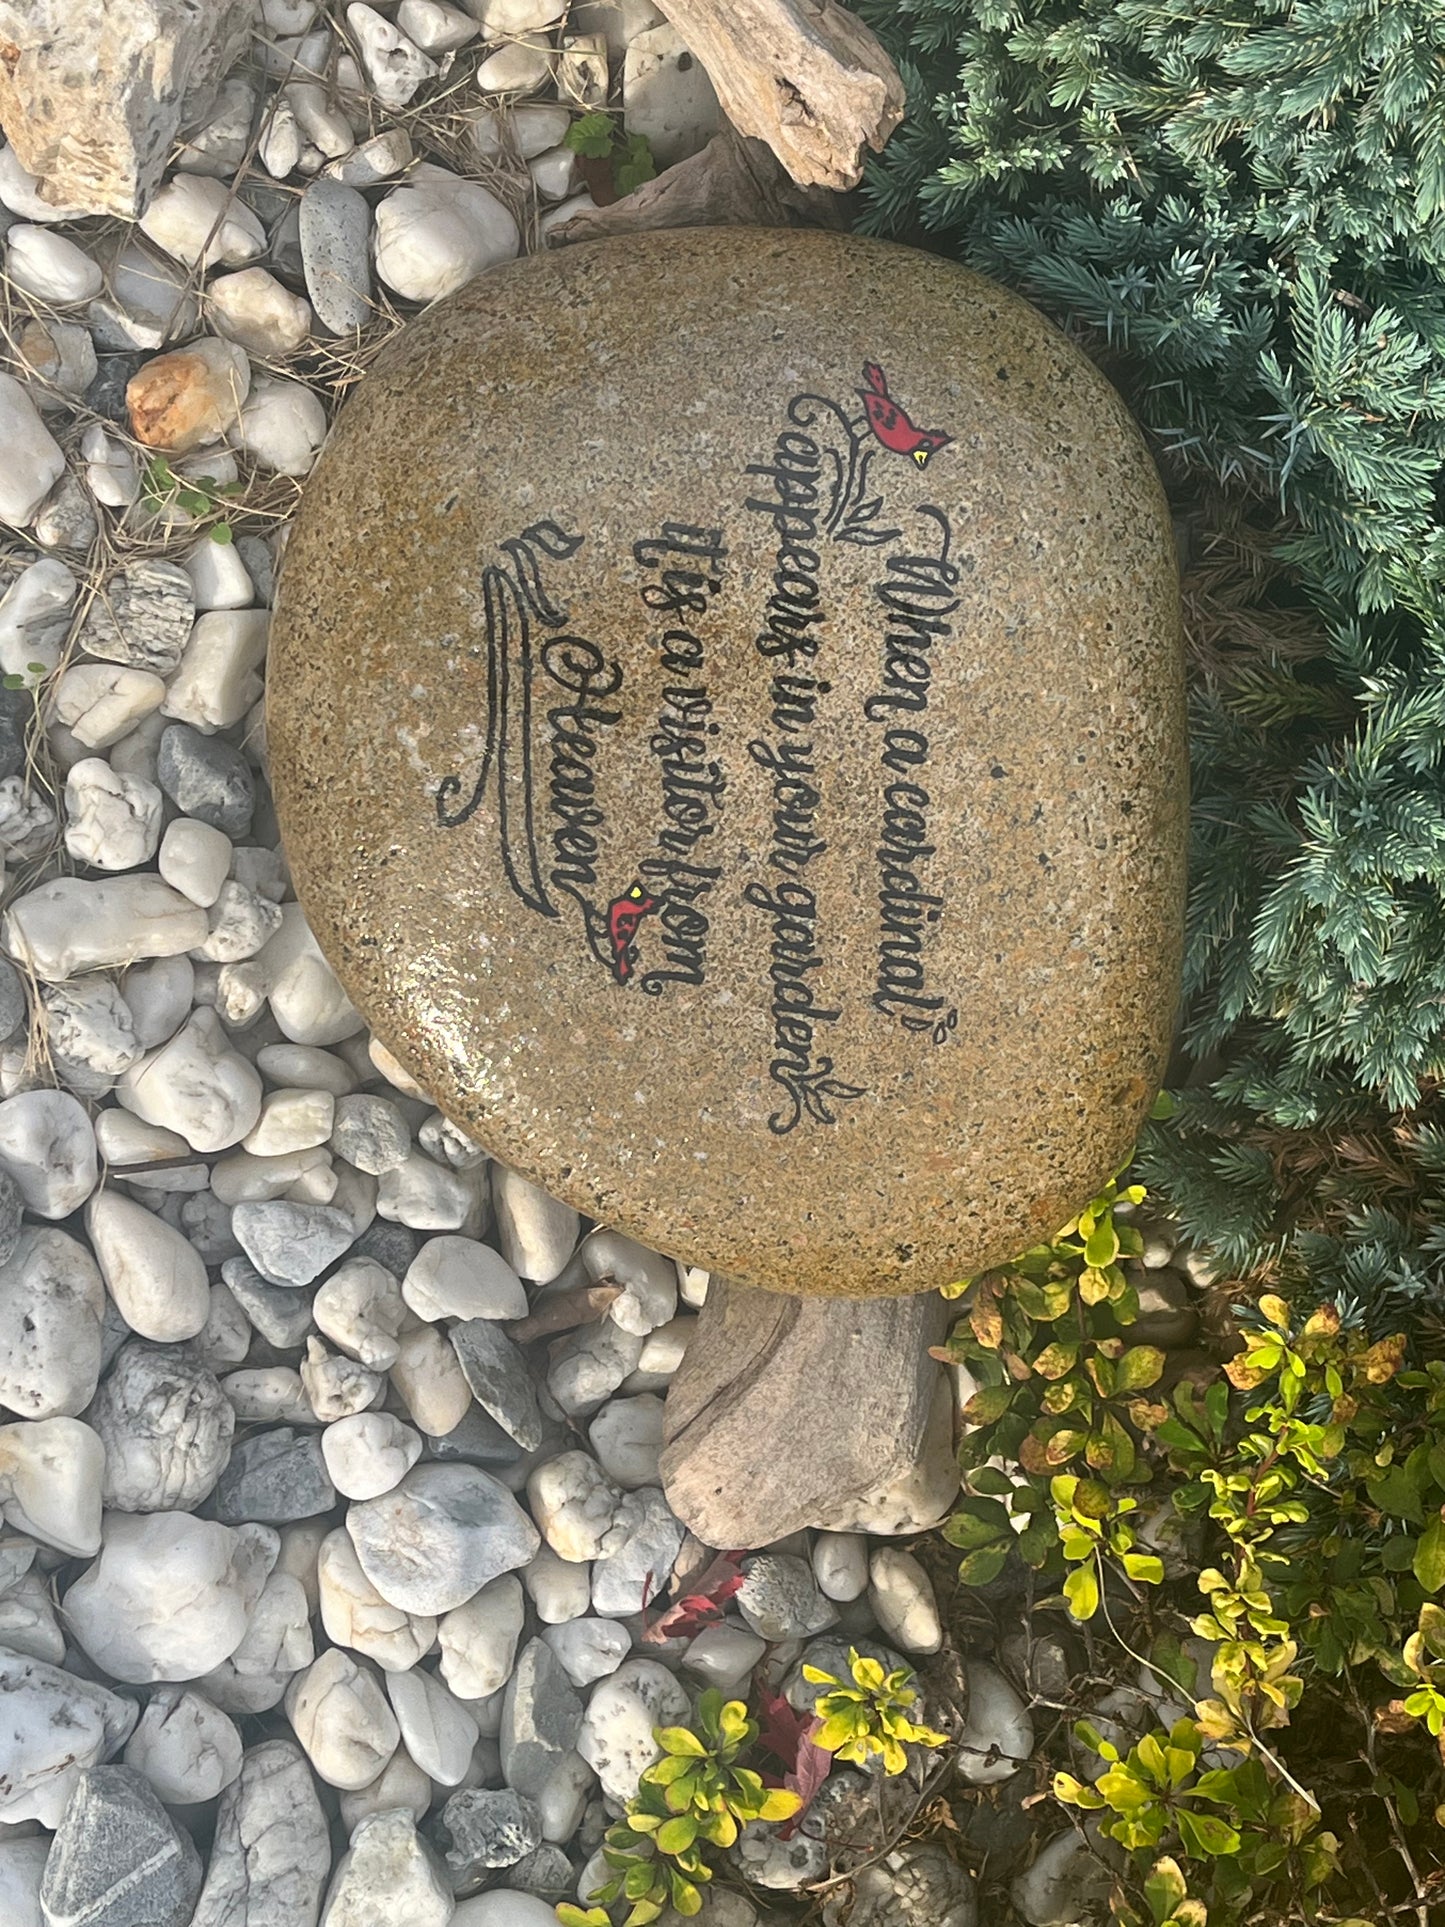 When a cardinal
appears in your garden
It's a visitor from
Heaven